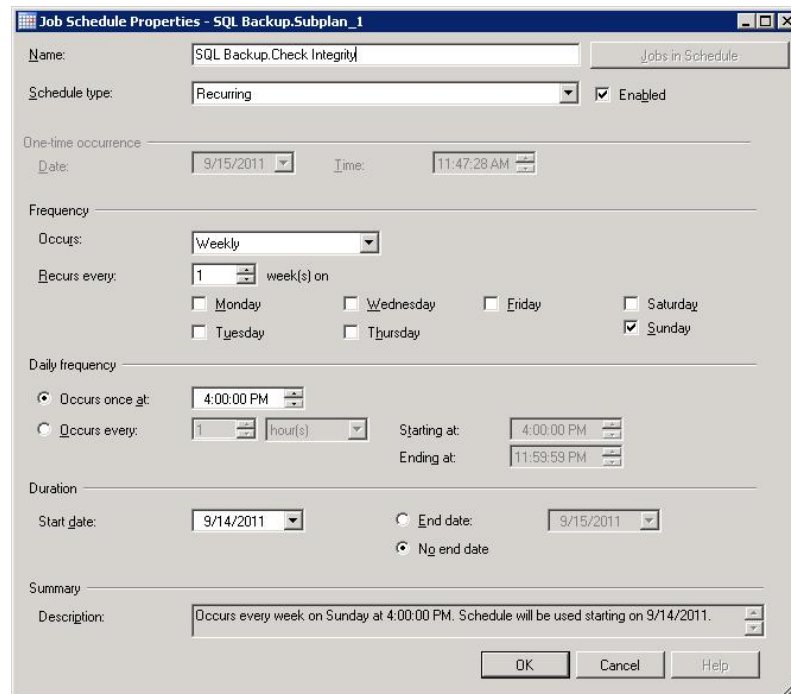 Job Schedule Properties - SQL Backup.Subplan_1
Name: SQL Backup.Check Integrity Jobs in Schedule
Schedule type: Recurring Enabled
One-time occurrence
Date: 9/15/2011 Time: 11:47:28 AM
Frequency
Occurs: Weekly
Recurs every: 1 week(s) on
Monday Wednesday Friday Saturday
Tuesday Thursday Sunday
Daily frequency
Occurs once at: 4:00:00 PM
Occurs every: 1 hour(s) Starting at: 4:00:00 PM
Ending at: 11:59:59 PM
Duration
Start date: 9/14/2011 End date: 9/15/2011
No end date
Summary
Description: Occurs every week on Sunday at 4:00:00 PM. Schedule will be used starting on 9/14/2011.
OK Cancel Help